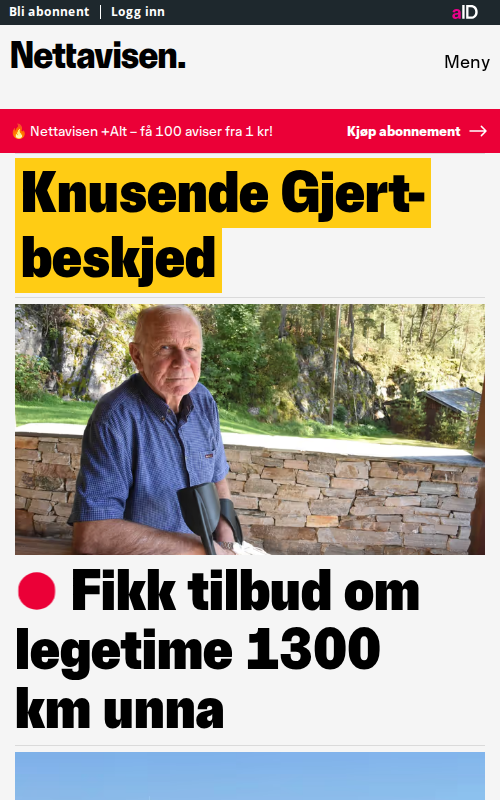 Bli abonnent
Logg inn
aID
Nettavisen.
Meny
🔥 Nettavisen +Alt – få 100 aviser fra 1 kr!
Kjøp abonnement →
Knusende Gjert-
beskjed
Fikk tilbud om
legetime 1300
km unna